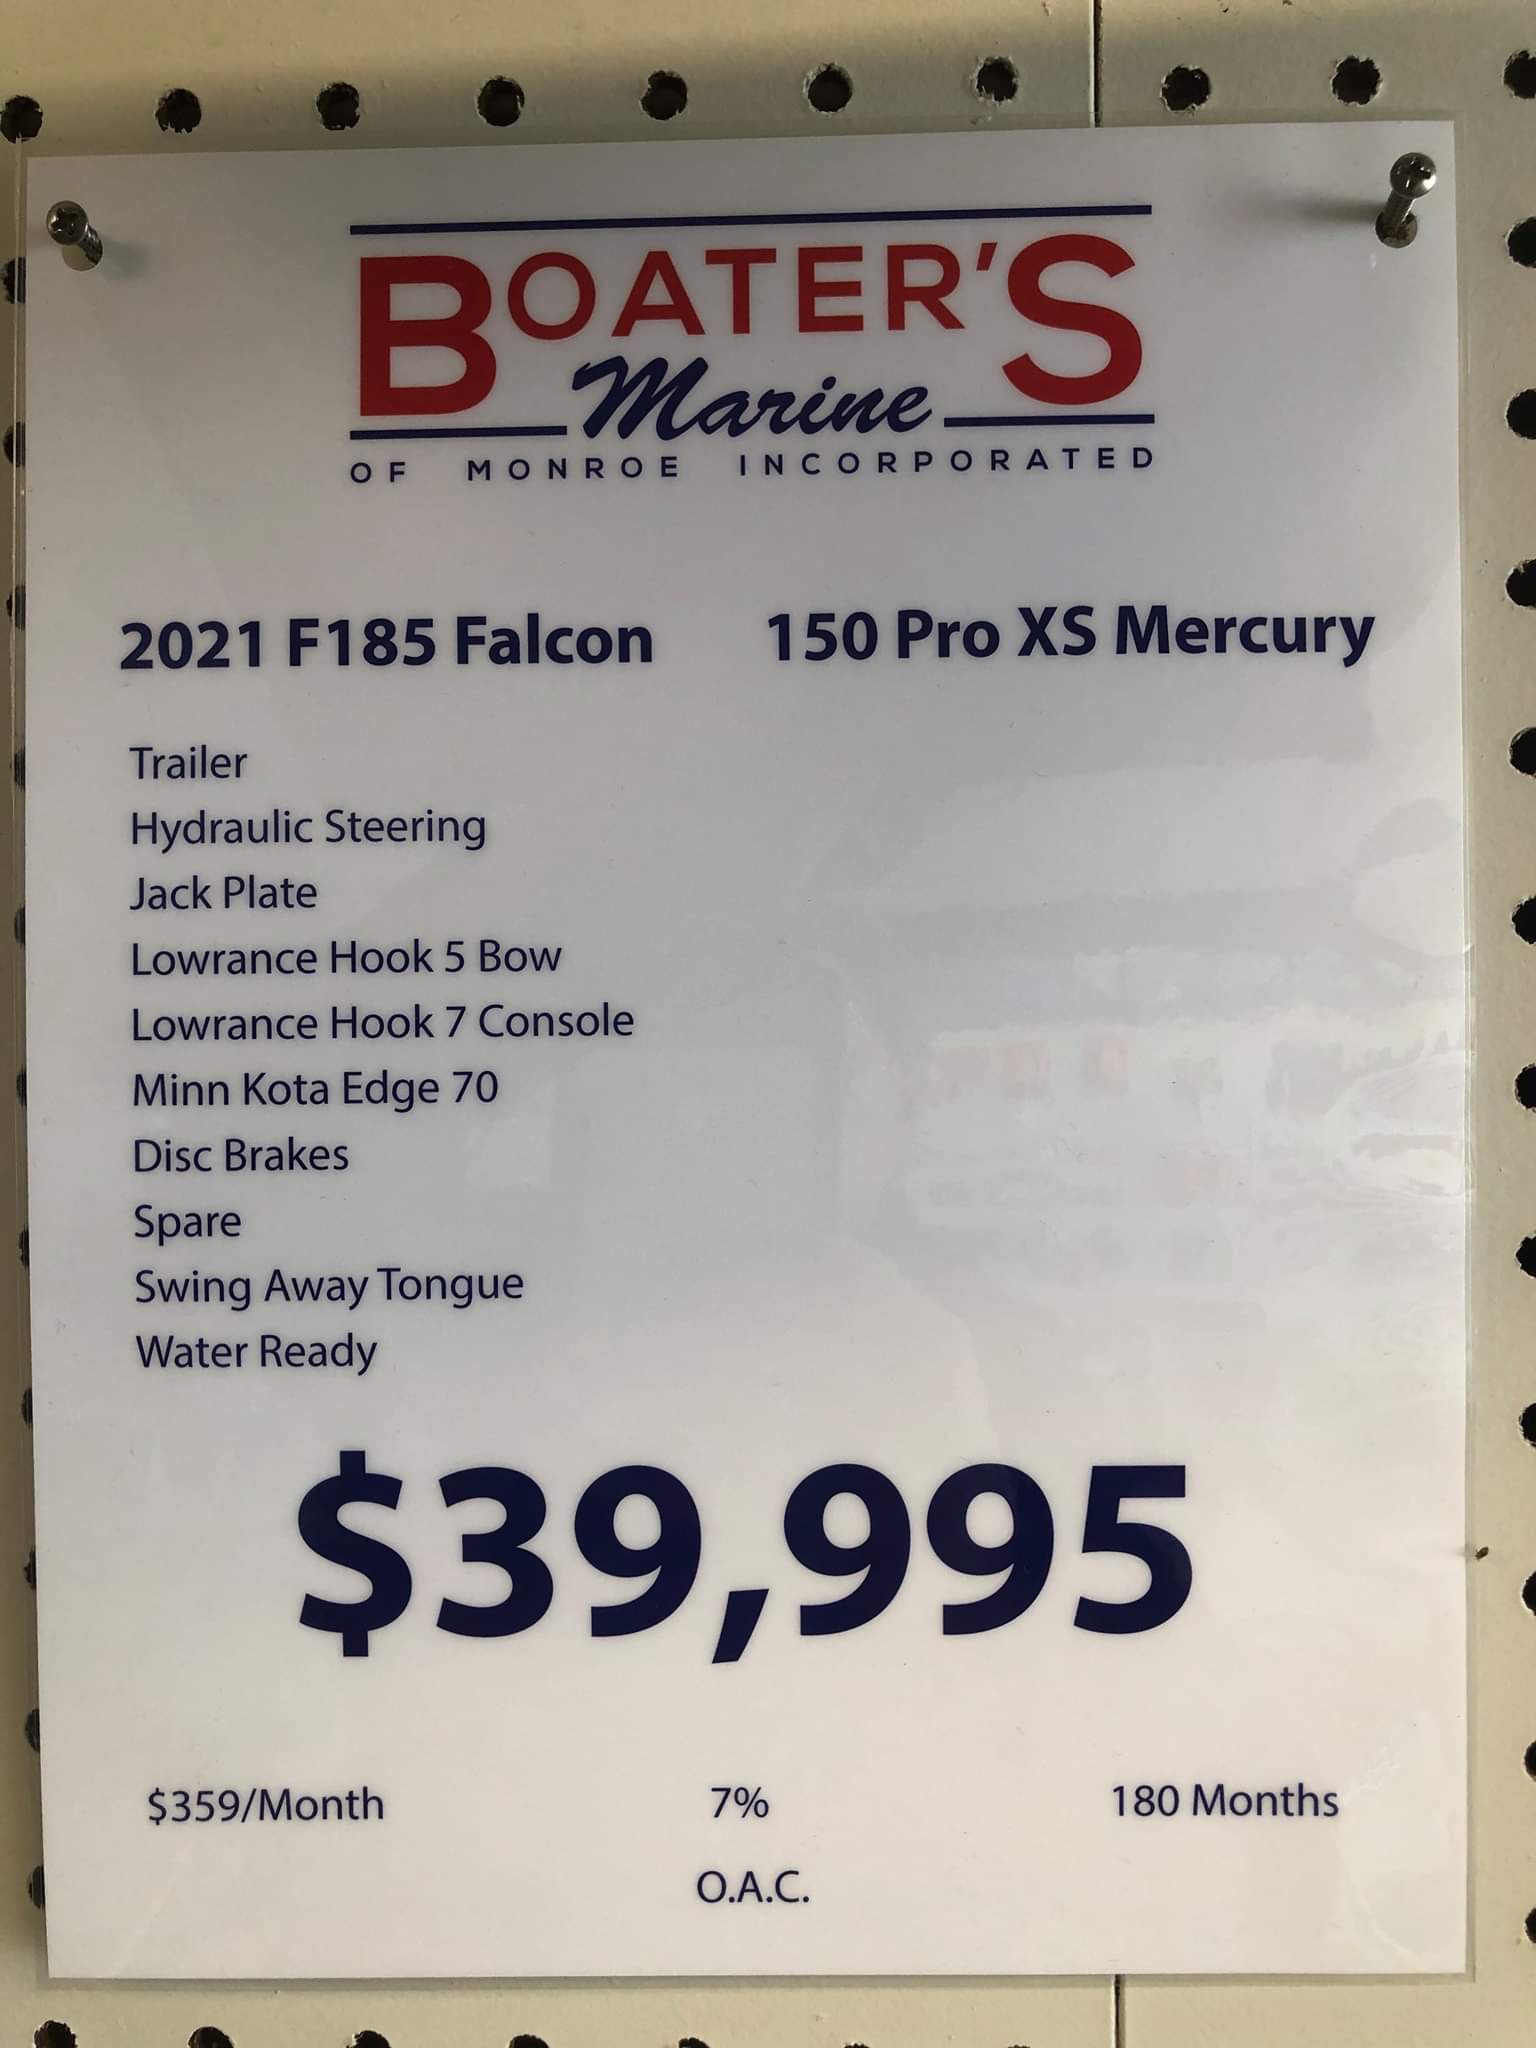 BOATER'S
Marine
OF MONROE INCORPORATED
2021 F185 Falcon 150 Pro XS Mercury
Trailer
Hydraulic Steering
Jack Plate
Lowrance Hook 5 Bow
Lowrance Hook 7 Console
Minn Kota Edge 70
Disc Brakes
Spare
Swing Away Tongue
Water Ready
$39,995
$359/Month 7% 180 Months
O.A.C.